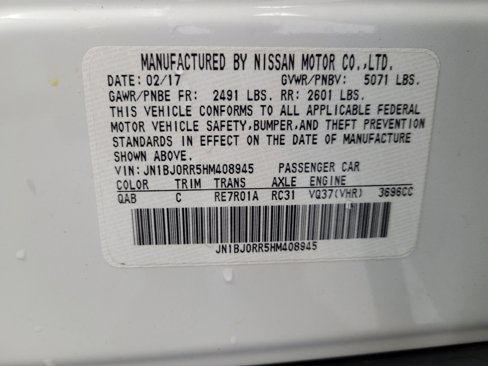 MANUFACTURED BY NISSAN MOTOR CO.,LTD.
DATE: 02/17 GVWR/PNBV: 5071 LBS.
GAWR/PNBE FR: 2491 LBS. RR: 2601 LBS.
THIS VEHICLE CONFORMS TO ALL APPLICABLE FEDERAL
MOTOR VEHICLE SAFETY,BUMPER,AND THEFT PREVENTION
STANDARDS IN EFFECT ON THE DATE OF MANUFACTURE
SHOWN ABOVE.
VIN: JN1BJ0RR5HM408945 PASSENGER CAR
COLOR TRIM TRANS AXLE ENGINE
QAB C RE7R01A RC31 VQ37(VHR) 3696CC
JN1BJ0RR5HM408945